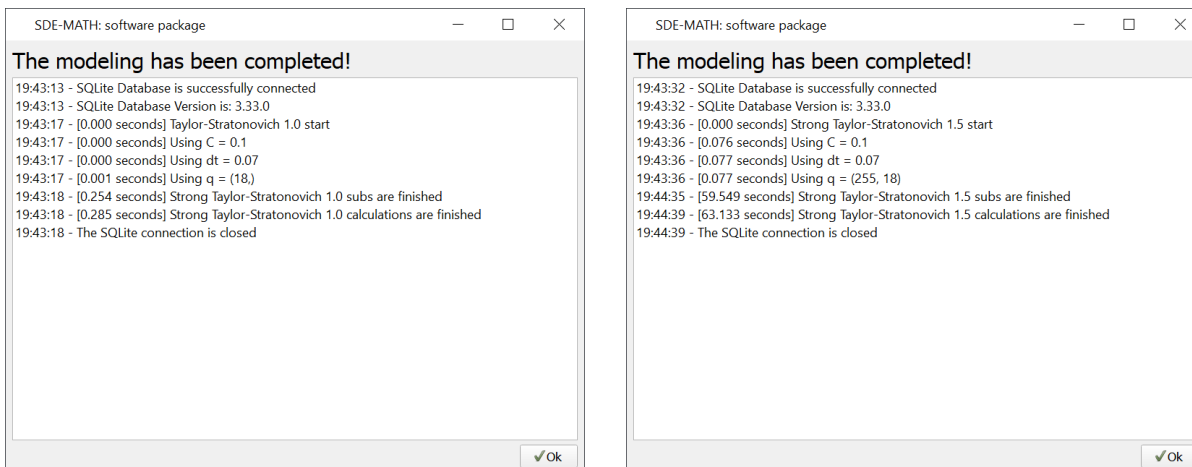 SDE-MATH: software package
The modeling has been completed!
19:43:13 - SQLite Database is successfully connected
19:43:13 - SQLite Database Version is: 3.33.0
19:43:17 - [0.000 seconds] Taylor-Stratonovich 1.0 start
19:43:17 - [0.000 seconds] Using C = 0.1
19:43:17 - [0.000 seconds] Using dt = 0.07
19:43:17 - [0.001 seconds] Using q = (18,)
19:43:18 - [0.254 seconds] Strong Taylor-Stratonovich 1.0 subs are finished
19:43:18 - [0.285 seconds] Strong Taylor-Stratonovich 1.0 calculations are finished
19:43:18 - The SQLite connection is closed
Ok
SDE-MATH: software package
The modeling has been completed!
19:43:32 - SQLite Database is successfully connected
19:43:32 - SQLite Database Version is: 3.33.0
19:43:36 - [0.000 seconds] Strong Taylor-Stratonovich 1.5 start
19:43:36 - [0.076 seconds] Using C = 0.1
19:43:36 - [0.077 seconds] Using dt = 0.07
19:43:36 - [0.077 seconds] Using q = (255, 18)
19:44:35 - [59.549 seconds] Strong Taylor-Stratonovich 1.5 subs are finished
19:44:39 - [63.133 seconds] Strong Taylor-Stratonovich 1.5 calculations are finished
19:44:39 - The SQLite connection is closed
Ok